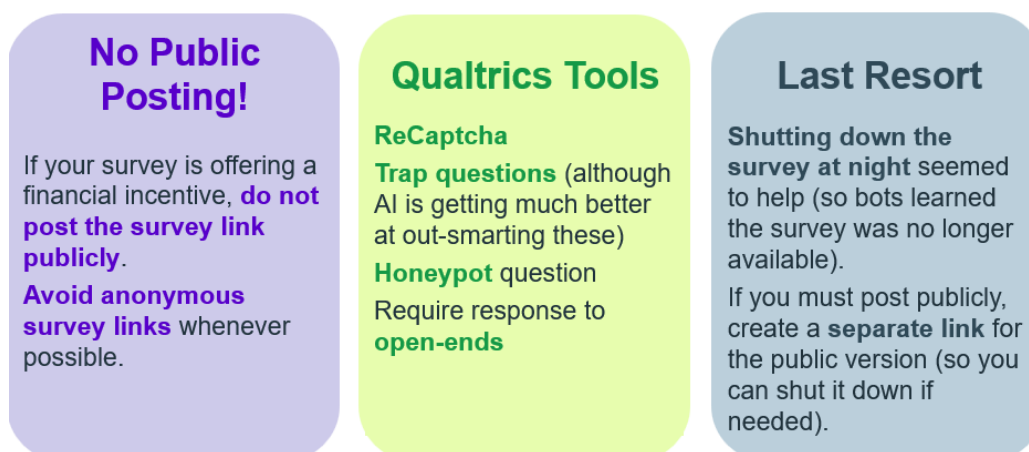 No Public
Posting!
If your survey is offering a
financial incentive, do not
post the survey link
publicly.
Avoid anonymous
survey links whenever
possible.
Qualtrics Tools
ReCaptcha
Trap questions (although
AI is getting much better
at out-smarting these)
Honeypot question
Require response to
open-ends
Last Resort
Shutting down the
survey at night seemed
to help (so bots learned
the survey was no longer
available).
If you must post publicly,
create a separate link for
the public version (so you
can shut it down if
needed).